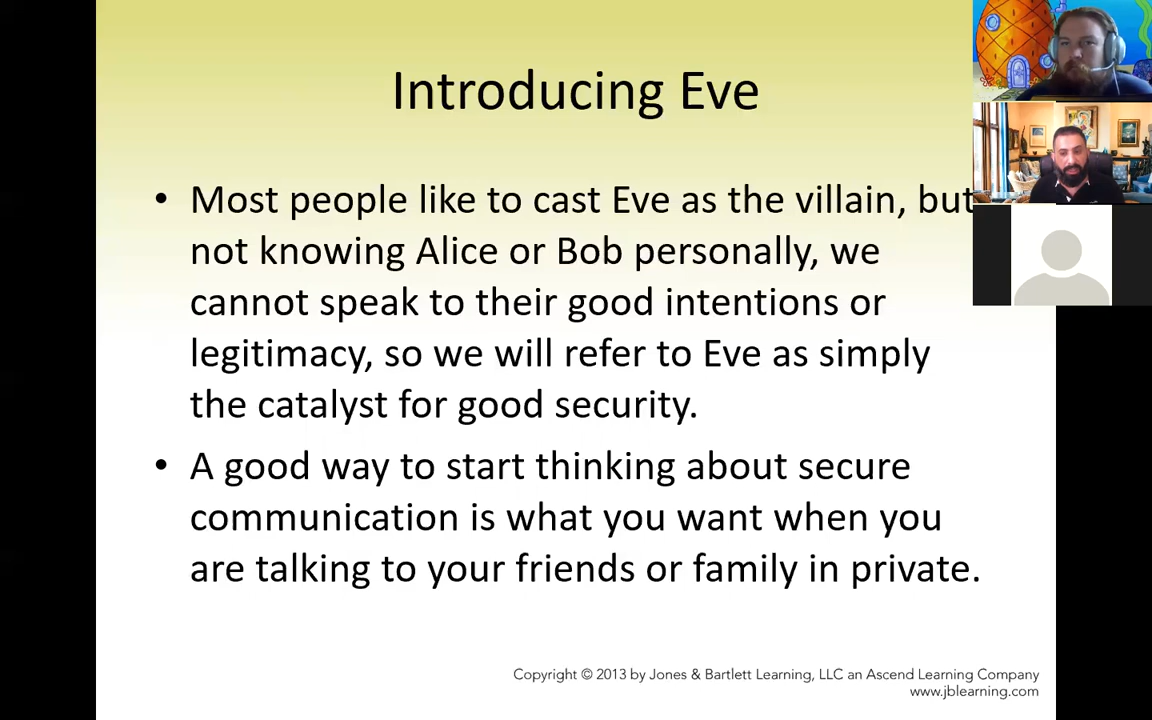 Introducing Eve
• Most people like to cast Eve as the villain, but
not knowing Alice or Bob personally, we
cannot speak to their good intentions or
legitimacy, so we will refer to Eve as simply
the catalyst for good security.
• A good way to start thinking about secure
communication is what you want when you
are talking to your friends or family in private.
Copyright © 2013 by Jones & Bartlett Learning, LLC an Ascend Learning Company
www.jblearning.com